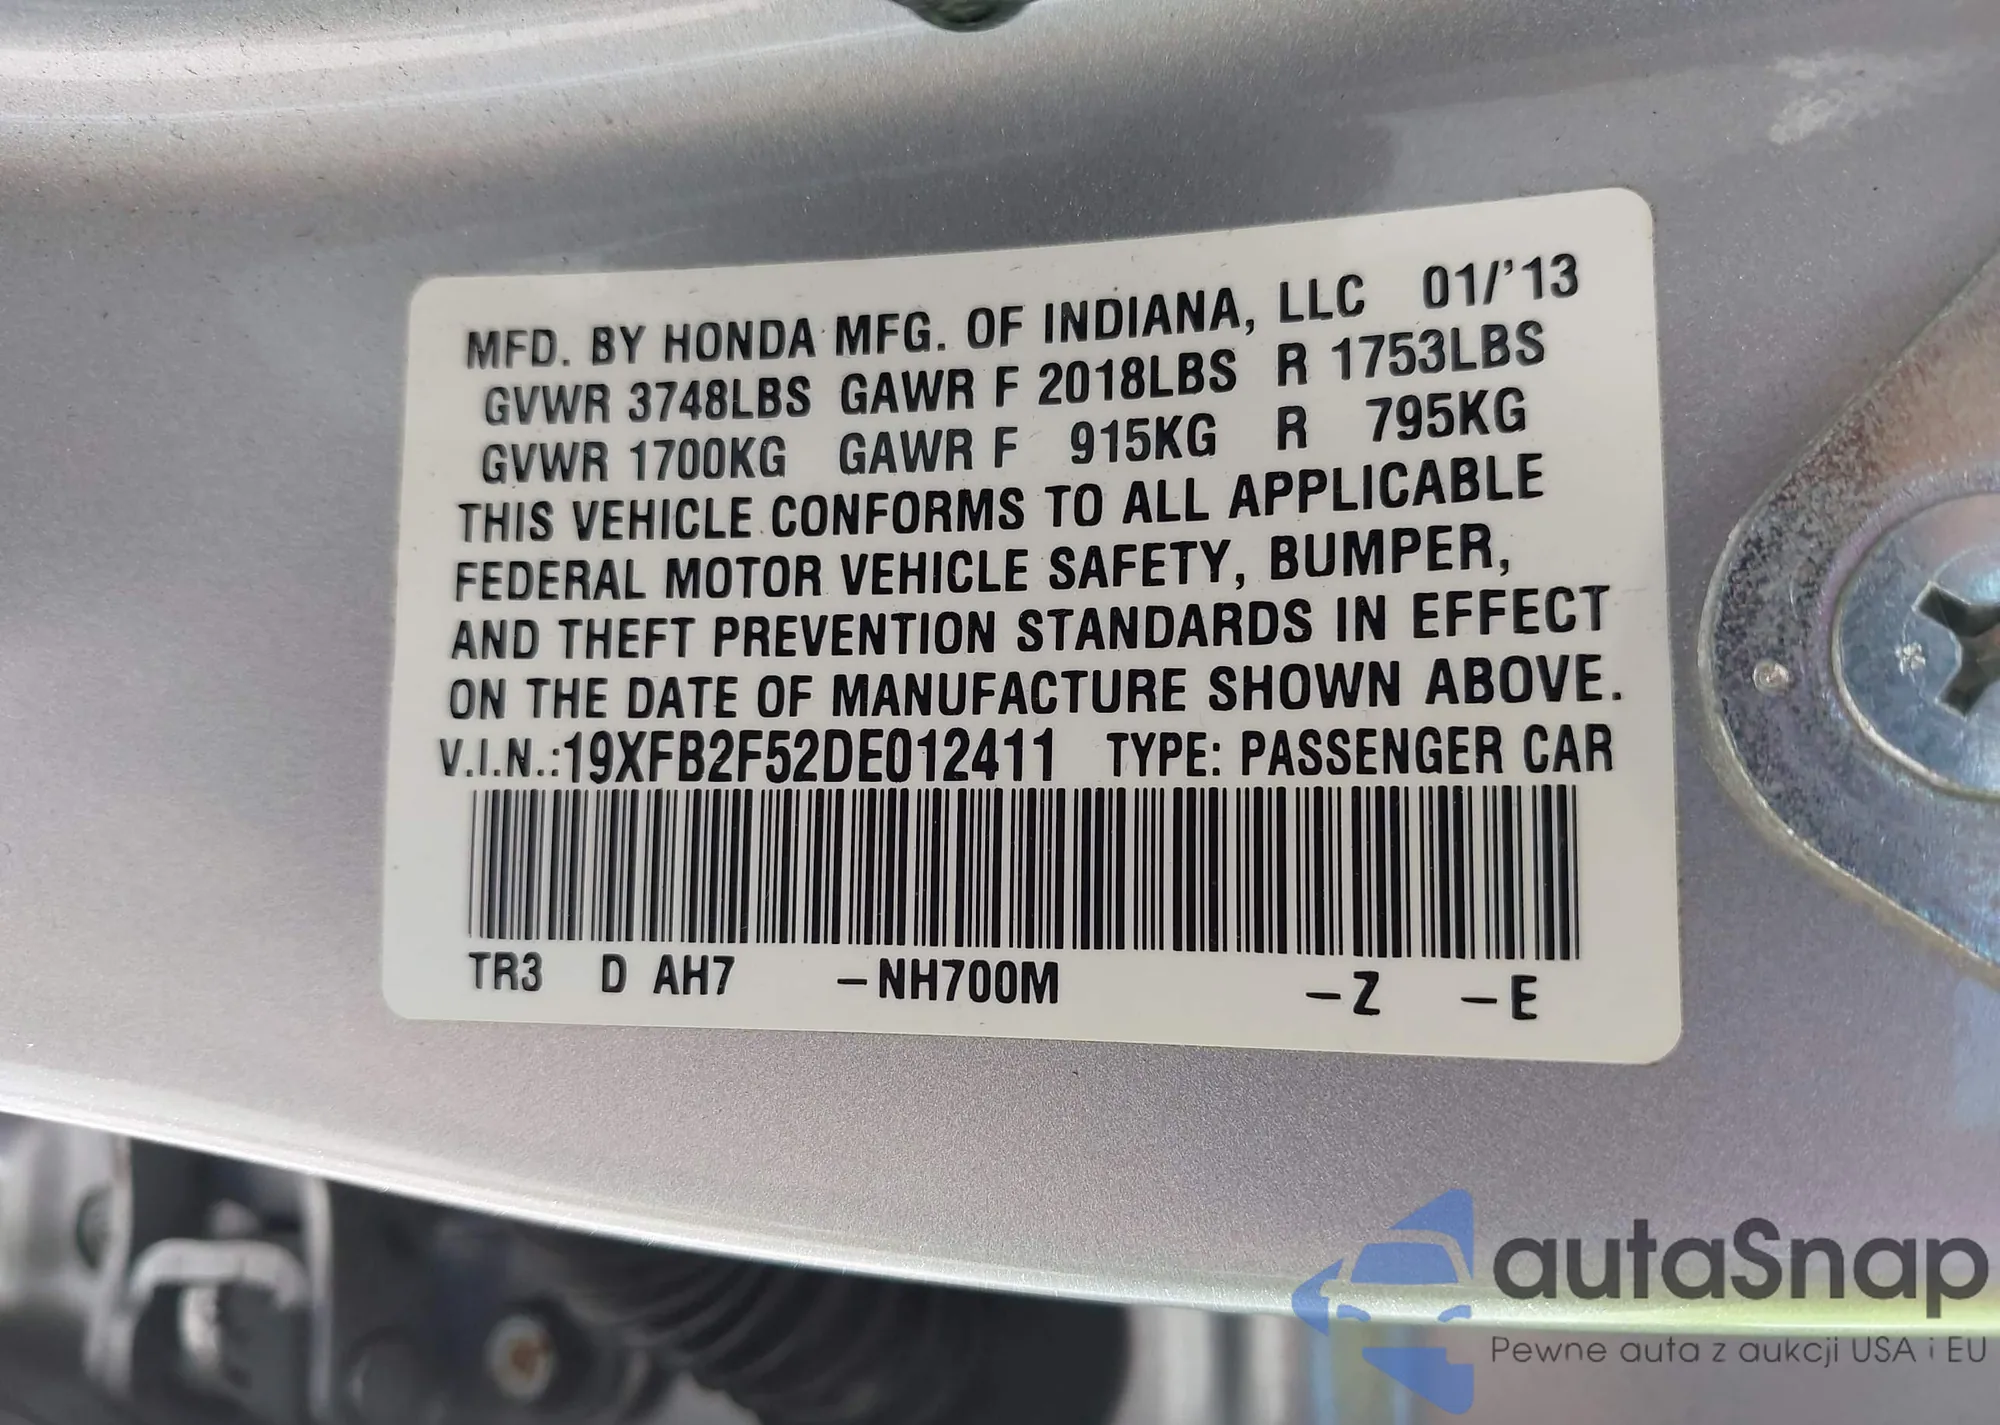 MFD. BY HONDA MFG. OF INDIANA, LLC 01/'13
GVWR 3748LBS GAWR F 2018LBS R 1753LBS
GVWR 1700KG GAWR F 915KG R 795KG
THIS VEHICLE CONFORMS TO ALL APPLICABLE
FEDERAL MOTOR VEHICLE SAFETY, BUMPER,
AND THEFT PREVENTION STANDARDS IN EFFECT
ON THE DATE OF MANUFACTURE SHOWN ABOVE.
V.I.N.:19XFB2F52DE012411 TYPE: PASSENGER CAR
TR3 D AH7 –NH700M –Z –E
autaSnap
Pewne auta z aukcji USA i EU